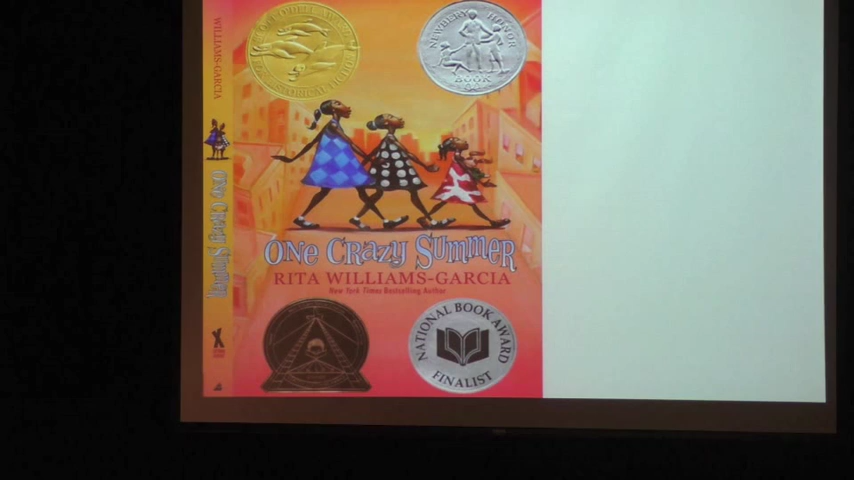 WILLIAMS-GARCIA
ONE CRAZY SUMMER
NEWBERY HONOR
BOOK
ONE CRAZY SUMMER
RITA WILLIAMS-GARCIA
New York Times Bestselling Author
NATIONAL BOOK AWARD
FINALIST